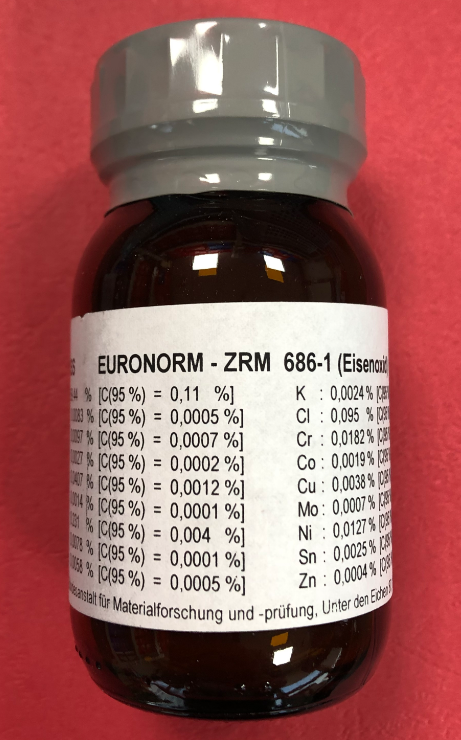 EURONORM - ZRM 686-1 (Eisenoxid)
% [C(95 %) = 0,11 %] K : 0,0024 %
% [C(95 %) = 0,0005 %] Cl : 0,095 %
% [C(95 %) = 0,0007 %] Cr : 0,0182 %
% [C(95 %) = 0,0002 %] Co : 0,0019 %
% [C(95 %) = 0,0012 %] Cu : 0,0038 %
% [C(95 %) = 0,0001 %] Mo : 0,0007 %
% [C(95 %) = 0,004 %] Ni : 0,0127 %
% [C(95 %) = 0,0001 %] Sn : 0,0025 %
% [C(95 %) = 0,0005 %] Zn : 0,0004 %
für Materialforschung und -prüfung, Unter den Eichen